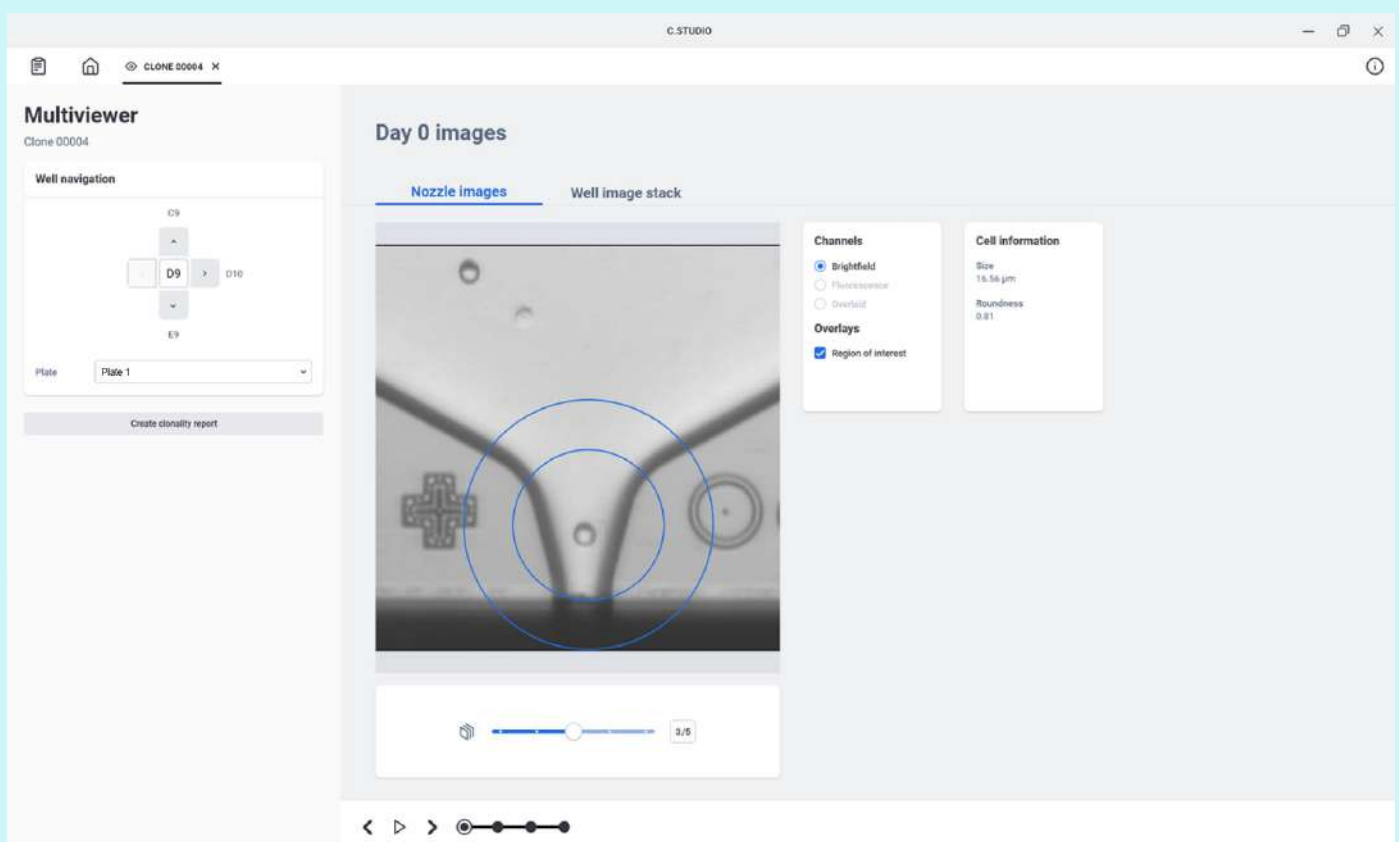 C.STUDIO
CLONE 00004
Multiviewer
Clone 00004
Well navigation
C9
D9
D10
E9
Plate
Plate 1
Create clonality report
Day 0 images
Nozzle images
Well image stack
Channels
Brightfield
Fluorescence
Overlaid
Overlays
Region of interest
Cell information
Size
16.56 µm
Roundness
0.81
3/5